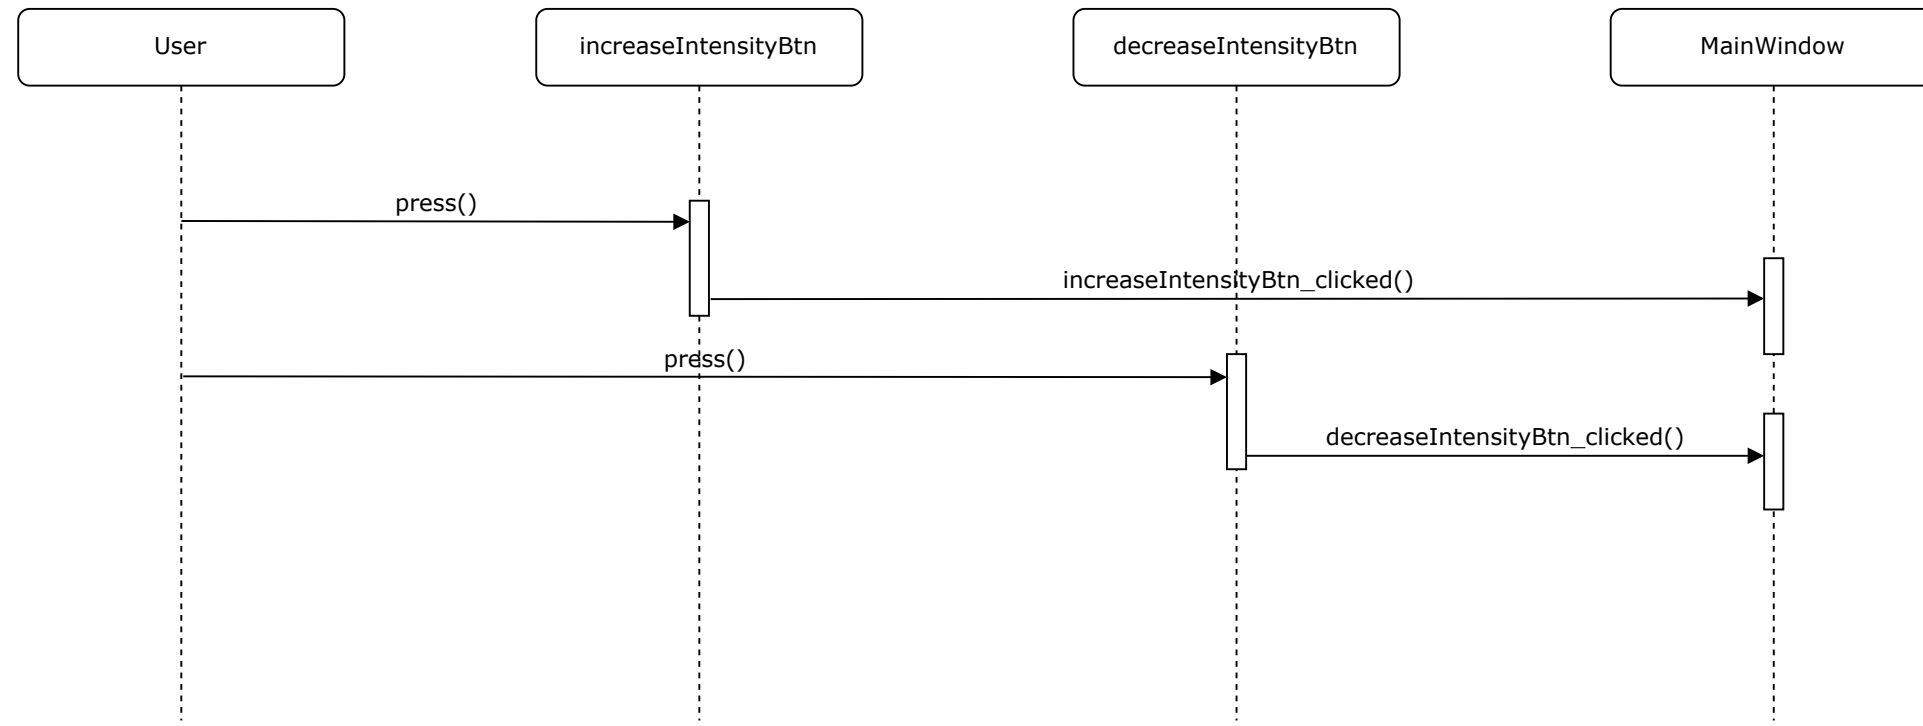 User
increaseIntensityBtn
decreaseIntensityBtn
MainWindow
press()
increaseIntensityBtn_clicked()
press()
decreaseIntensityBtn_clicked()